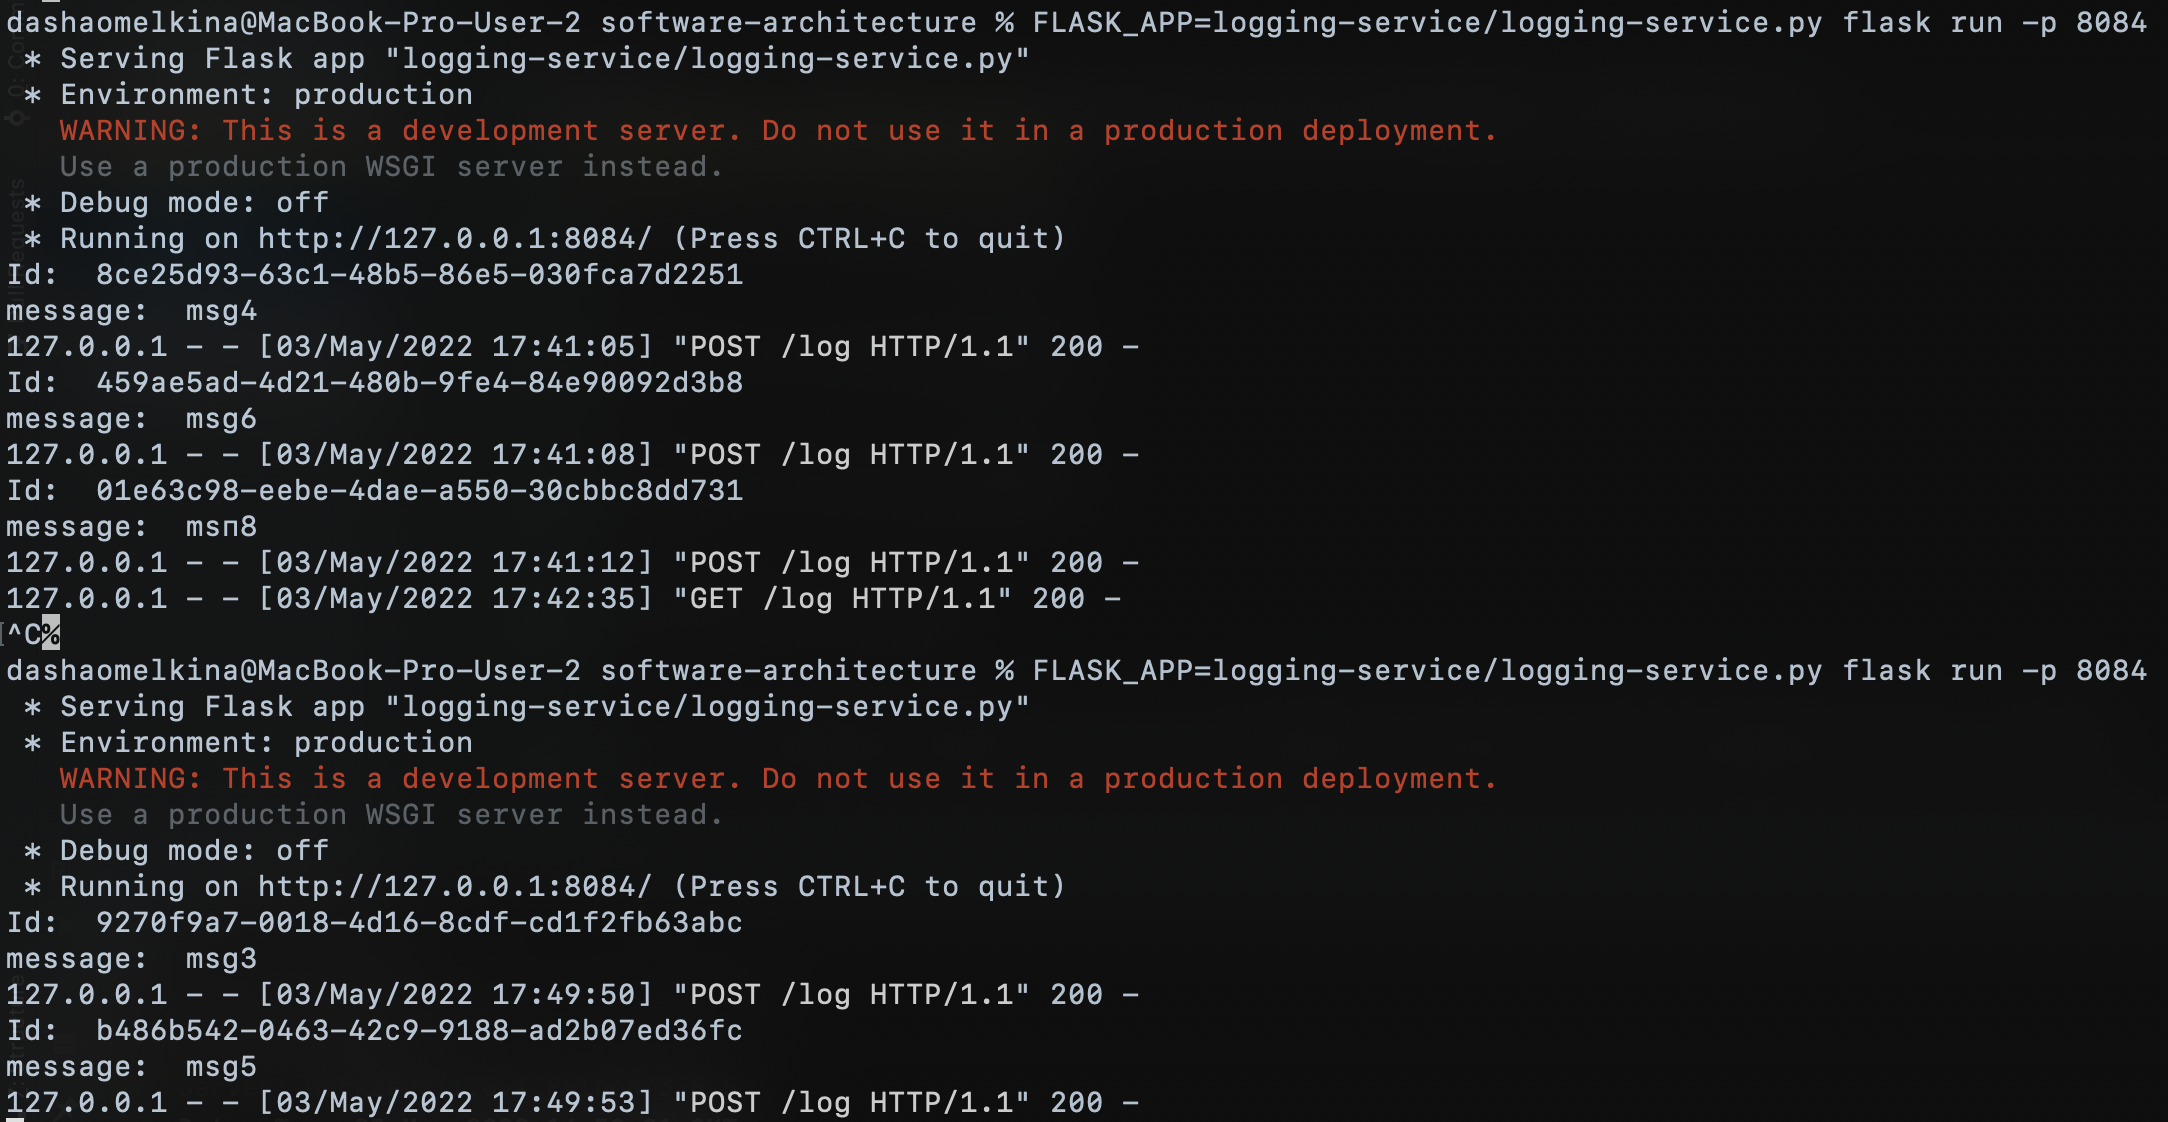 dashaomelkina@MacBook-Pro-User-2 software-architecture % FLASK_APP=logging-service/logging-service.py flask run -p 8084
 * Serving Flask app "logging-service/logging-service.py"
 * Environment: production
   WARNING: This is a development server. Do not use it in a production deployment.
   Use a production WSGI server instead.
 * Debug mode: off
 * Running on http://127.0.0.1:8084/ (Press CTRL+C to quit)
Id:  8ce25d93-63c1-48b5-86e5-030fca7d2251
message:  msg4
127.0.0.1 - - [03/May/2022 17:41:05] "POST /log HTTP/1.1" 200 -
Id:  459ae5ad-4d21-480b-9fe4-84e90092d3b8
message:  msg6
127.0.0.1 - - [03/May/2022 17:41:08] "POST /log HTTP/1.1" 200 -
Id:  01e63c98-eebe-4dae-a550-30cbbc8dd731
message:  msп8
127.0.0.1 - - [03/May/2022 17:41:12] "POST /log HTTP/1.1" 200 -
127.0.0.1 - - [03/May/2022 17:42:35] "GET /log HTTP/1.1" 200 -
^C%
dashaomelkina@MacBook-Pro-User-2 software-architecture % FLASK_APP=logging-service/logging-service.py flask run -p 8084
 * Serving Flask app "logging-service/logging-service.py"
 * Environment: production
   WARNING: This is a development server. Do not use it in a production deployment.
   Use a production WSGI server instead.
 * Debug mode: off
 * Running on http://127.0.0.1:8084/ (Press CTRL+C to quit)
Id:  9270f9a7-0018-4d16-8cdf-cd1f2fb63abc
message:  msg3
127.0.0.1 - - [03/May/2022 17:49:50] "POST /log HTTP/1.1" 200 -
Id:  b486b542-0463-42c9-9188-ad2b07ed36fc
message:  msg5
127.0.0.1 - - [03/May/2022 17:49:53] "POST /log HTTP/1.1" 200 -